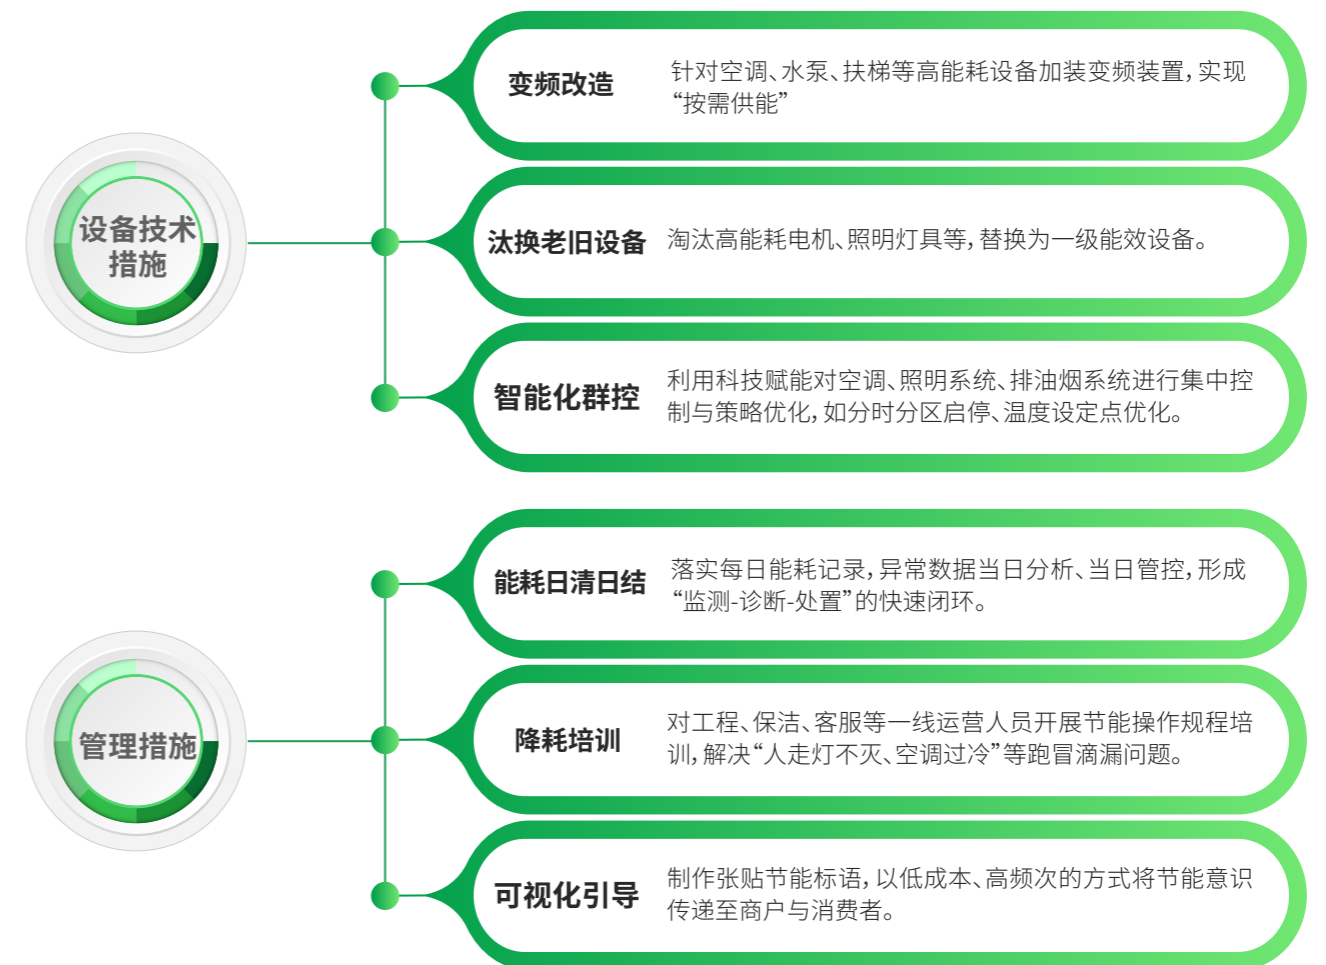 设备技术
措施
变频改造
针对空调、水泵、扶梯等高能耗设备加装变频装置，实现
“按需供能”
汰换老旧设备
淘汰高能耗电机、照明灯具等，替换为一级能效设备。
智能化群控
利用科技赋能对空调、照明系统、排油烟系统进行集中控
制与策略优化，如分时分区启停、温度设定点优化。
管理措施
能耗日清日结
落实每日能耗记录，异常数据当日分析、当日管控，形成
“监测-诊断-处置”的快速闭环。
降耗培训
对工程、保洁、客服等一线运营人员开展节能操作规程培
训，解决“人走灯不灭、空调过冷”等跑冒滴漏问题。
可视化引导
制作张贴节能标语，以低成本、高频次的方式将节能意识
传递至商户与消费者。